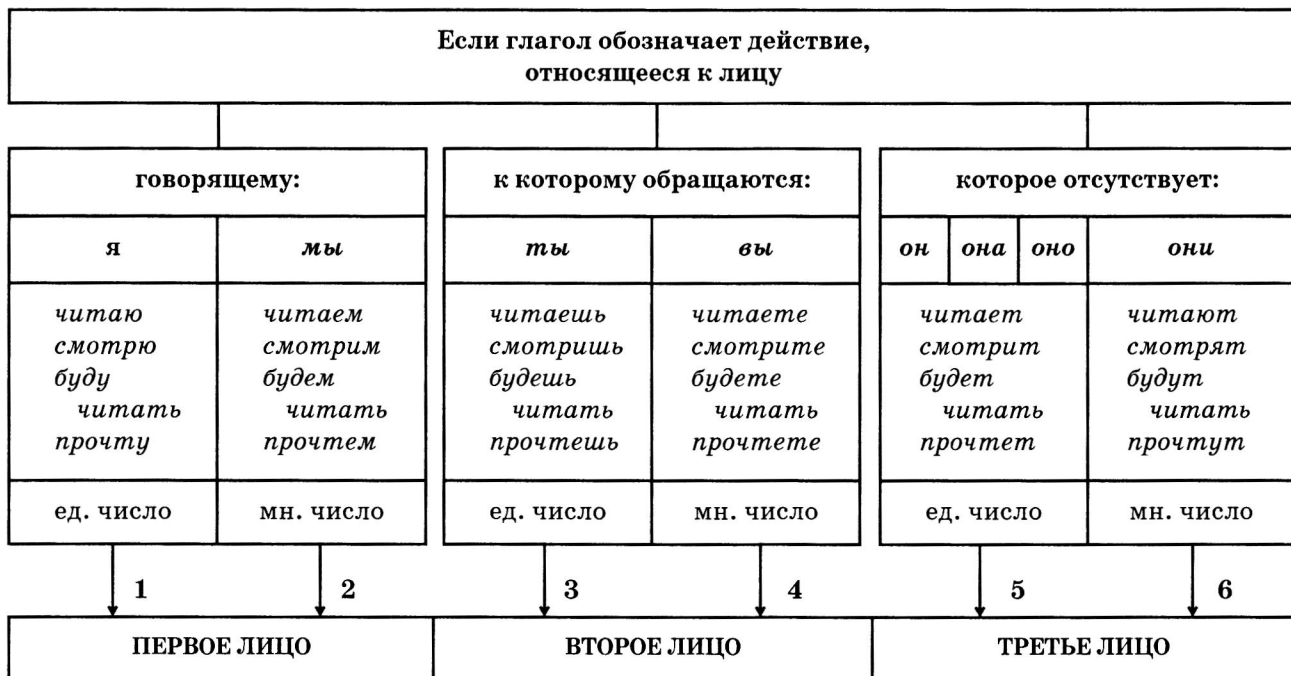 Если глагол обозначает действие,
относящееся к лицу
говорящему:
к которому обращаются:
которое отсутствует:
я
мы
ты
вы
он
она
оно
они
читаю
смотрю
буду
читать
прочту
читаем
смотрим
будем
читать
прочтем
читаешь
смотришь
будешь
читать
прочтешь
читаете
смотрите
будете
читать
прочтете
читает
смотрит
будет
читать
прочтет
читают
смотрят
будут
читать
прочтут
ед. число
мн. число
ед. число
мн. число
ед. число
мн. число
1
2
3
4
5
6
ПЕРВОЕ ЛИЦО
ВТОРОЕ ЛИЦО
ТРЕТЬЕ ЛИЦО